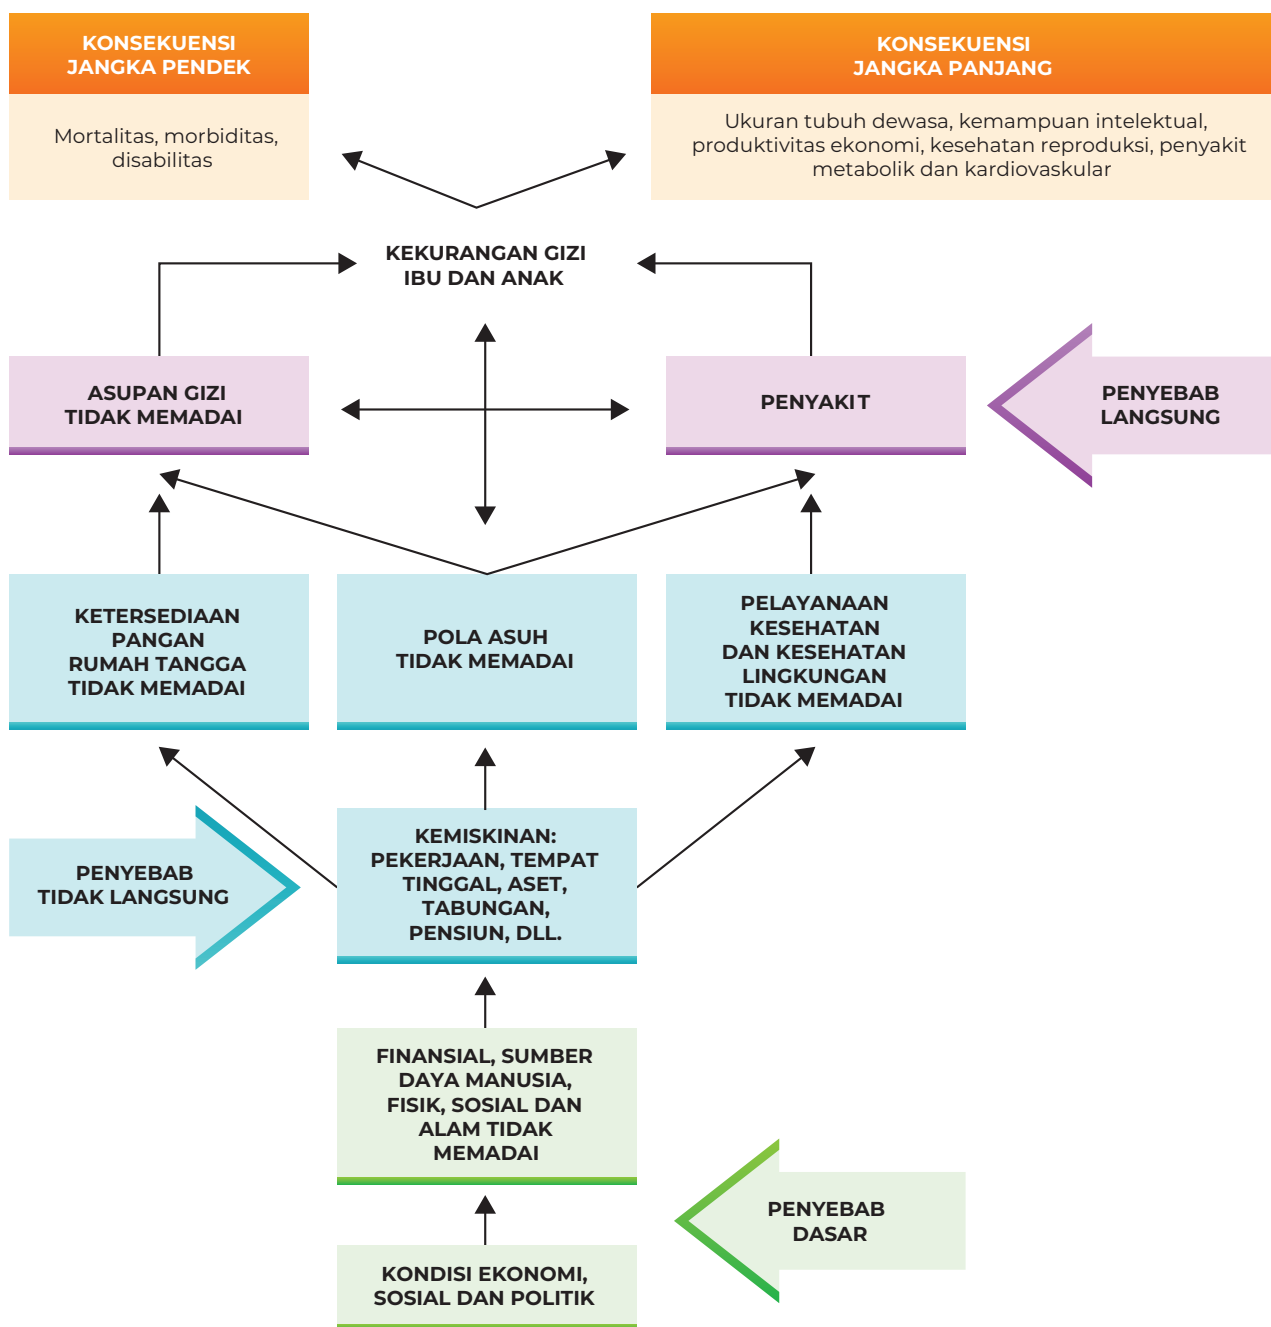 KONSEKUENSI
JANGKA PENDEK
Mortalitas, morbiditas,
disabilitas
KONSEKUENSI
JANGKA PANJANG
Ukuran tubuh dewasa, kemampuan intelektual,
produktivitas ekonomi, kesehatan reproduksi, penyakit
metabolik dan kardiovaskular
KEKURANGAN GIZI
IBU DAN ANAK
ASUPAN GIZI
TIDAK MEMADAI
PENYAKIT
PENYEBAB
LANGSUNG
KETERSEDIAAN
PANGAN
RUMAH TANGGA
TIDAK MEMADAI
POLA ASUH
TIDAK MEMADAI
PELAYANAAN
KESEHATAN
DAN KESEHATAN
LINGKUNGAN
TIDAK MEMADAI
PENYEBAB
TIDAK LANGSUNG
KEMISKINAN:
PEKERJAAN, TEMPAT
TINGGAL, ASET,
TABUNGAN,
PENSIUN, DLL.
FINANSIAL, SUMBER
DAYA MANUSIA,
FISIK, SOSIAL DAN
ALAM TIDAK
MEMADAI
PENYEBAB
DASAR
KONDISI EKONOMI,
SOSIAL DAN POLITIK